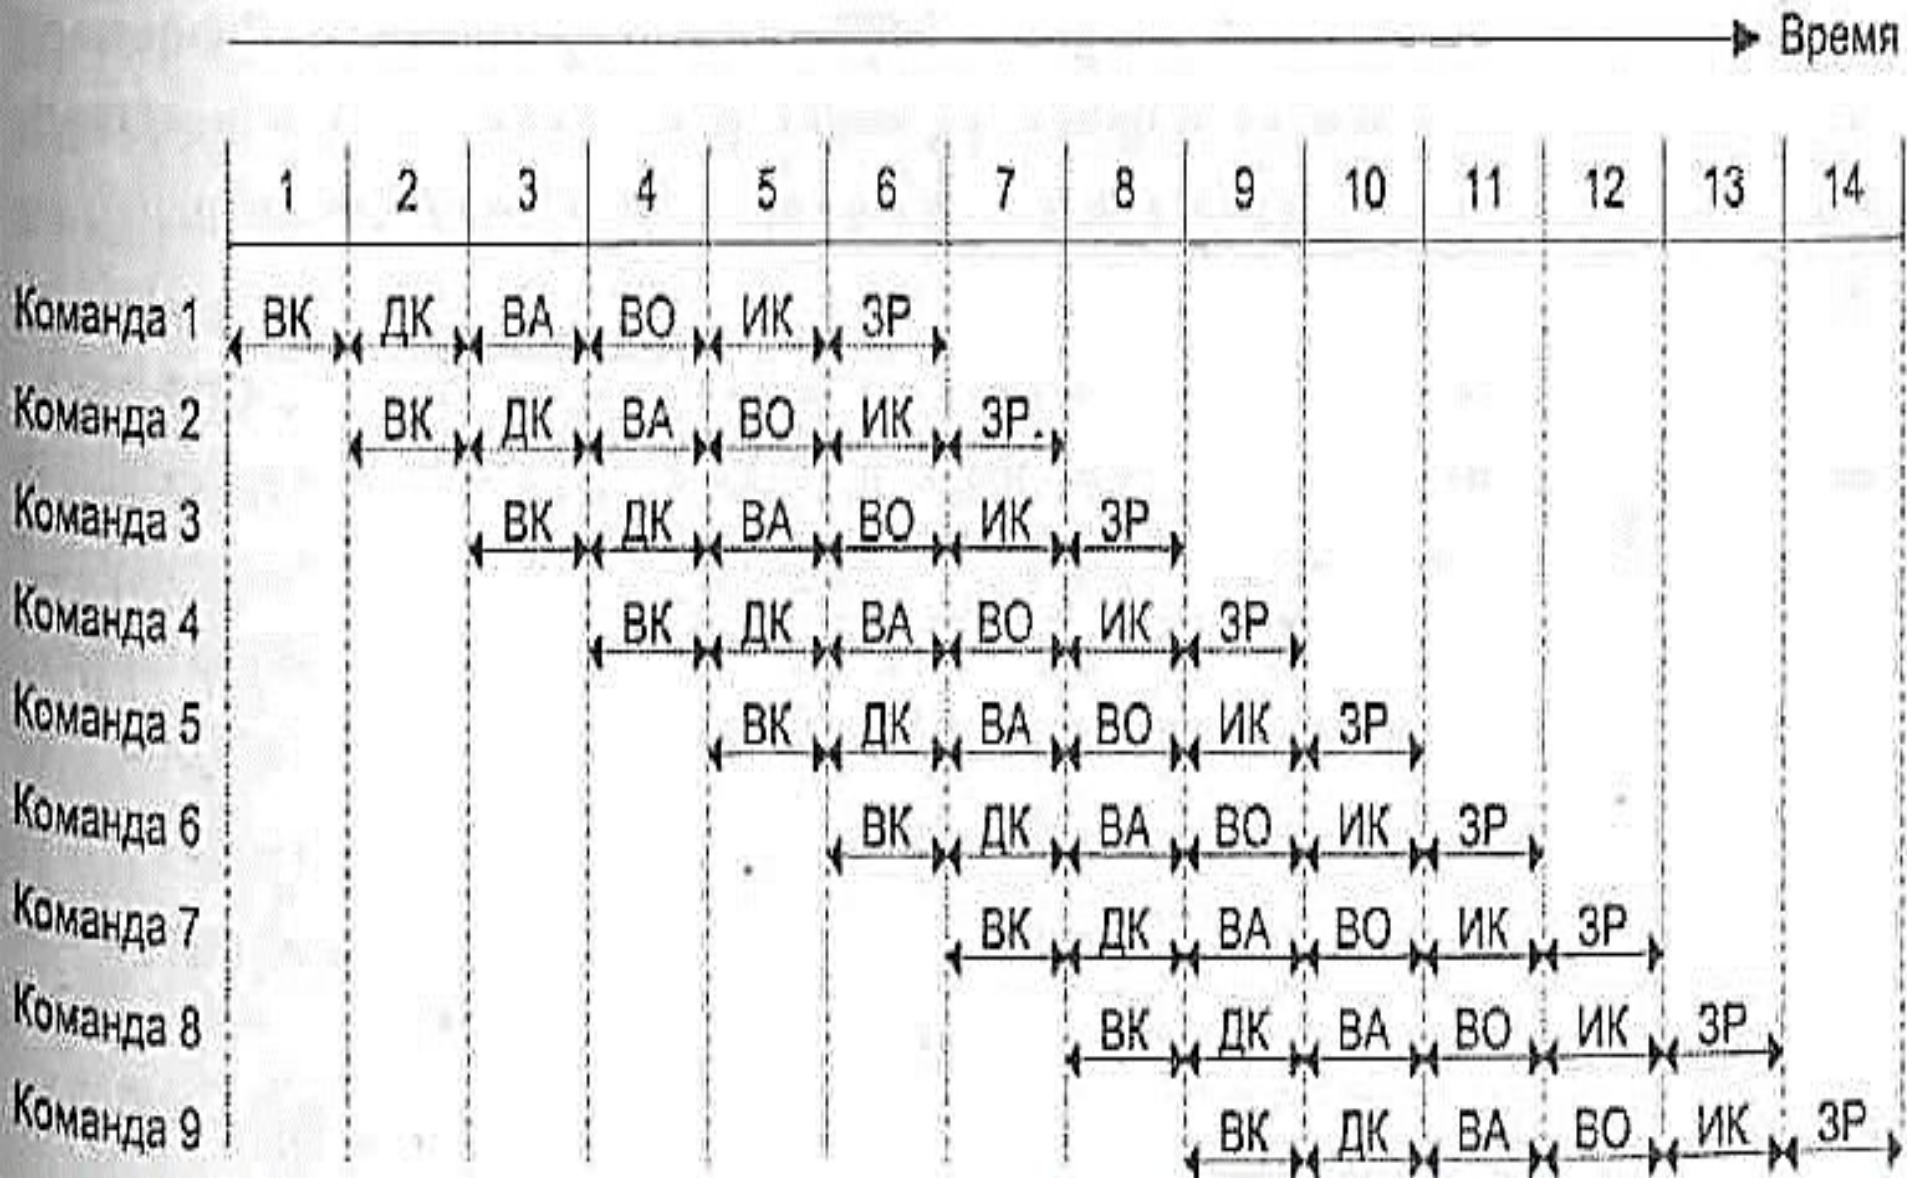 Время
1 2 3 4 5 6 7 8 9 10 11 12 13 14
Команда 1 ВК ДК ВА ВО ИК ЗР
Команда 2 ВК ДК ВА ВО ИК ЗР.
Команда 3 ВК ДК ВА ВО ИК ЗР
Команда 4 ВК ДК ВА ВО ИК ЗР
Команда 5 ВК ДК ВА ВО ИК ЗР
Команда 6 ВК ДК ВА ВО ИК ЗР
Команда 7 ВК ДК ВА ВО ИК ЗР
Команда 8 ВК ДК ВА ВО ИК ЗР
Команда 9 ВК ДК ВА ВО ИК ЗР